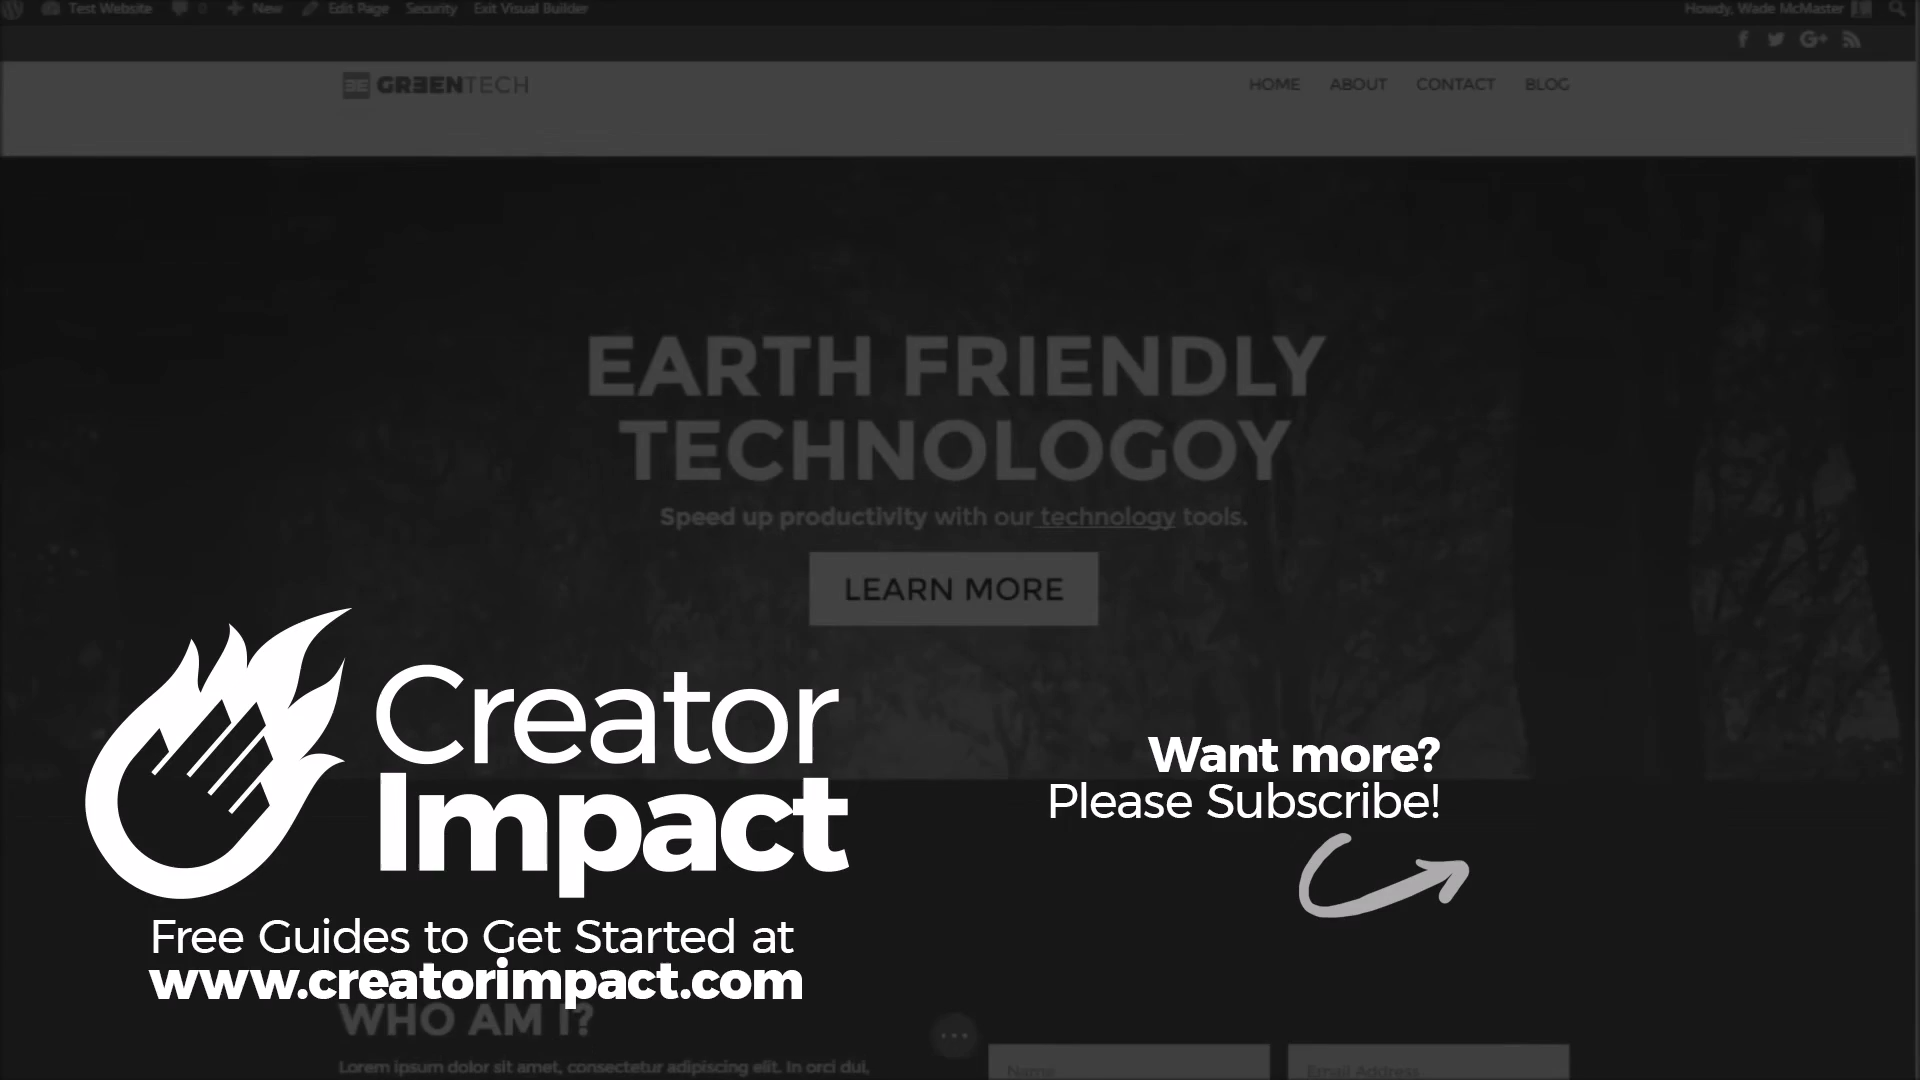 Test Website 0 New Edit Page Security Exit Visual Builder Howdy, Wade McMaster
GREENTECH HOME ABOUT CONTACT BLOG
EARTH FRIENDLY
TECHNOLOGOY
Speed up productivity with our technology tools.
LEARN MORE
Creator
Impact
Want more?
Please Subscribe!
Free Guides to Get Started at
www.creatorimpact.com
WHO AM I?
Lorem ipsum dolor sit amet, consectetur adipiscing elit. In orci dui,
Name Email Address